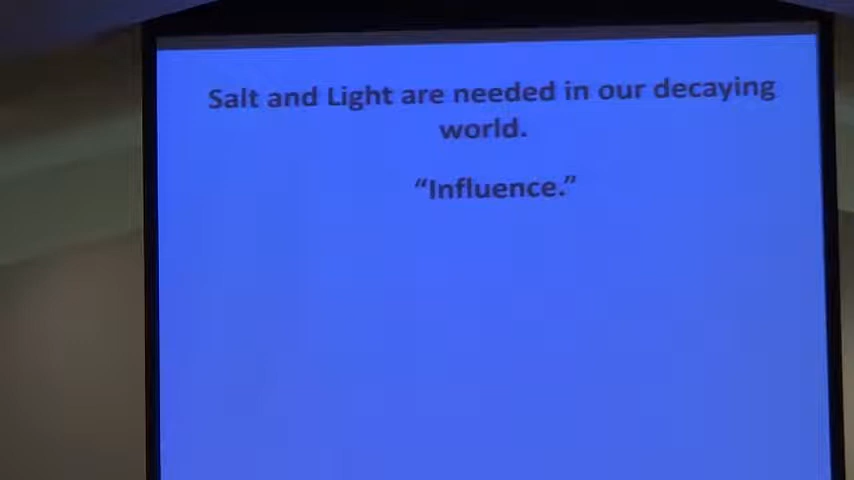 Salt and Light are needed in our decaying
world.
“Influence.”